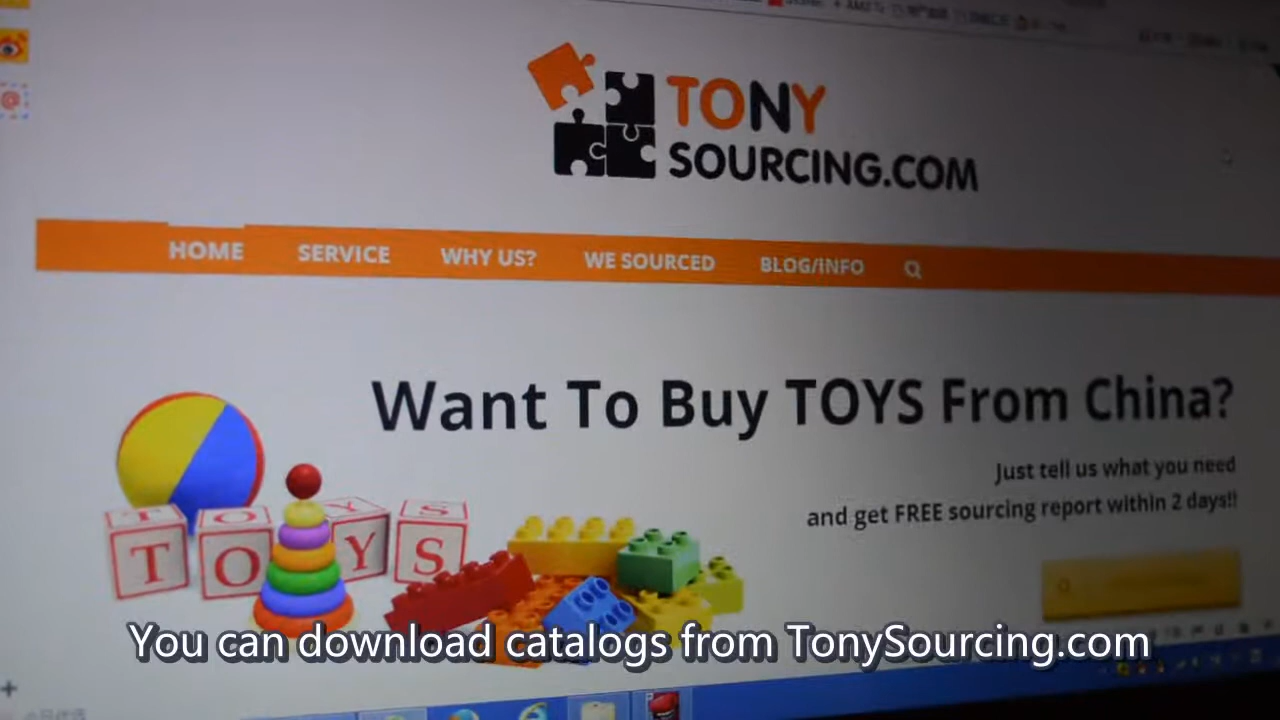 TONY
SOURCING.COM
HOME SERVICE WHY US? WE SOURCED BLOG/INFO
Want To Buy TOYS From China?
Just tell us what you need
and get FREE sourcing report within 2 days!!
T O Y S
T O Y S
You can download catalogs from TonySourcing.com